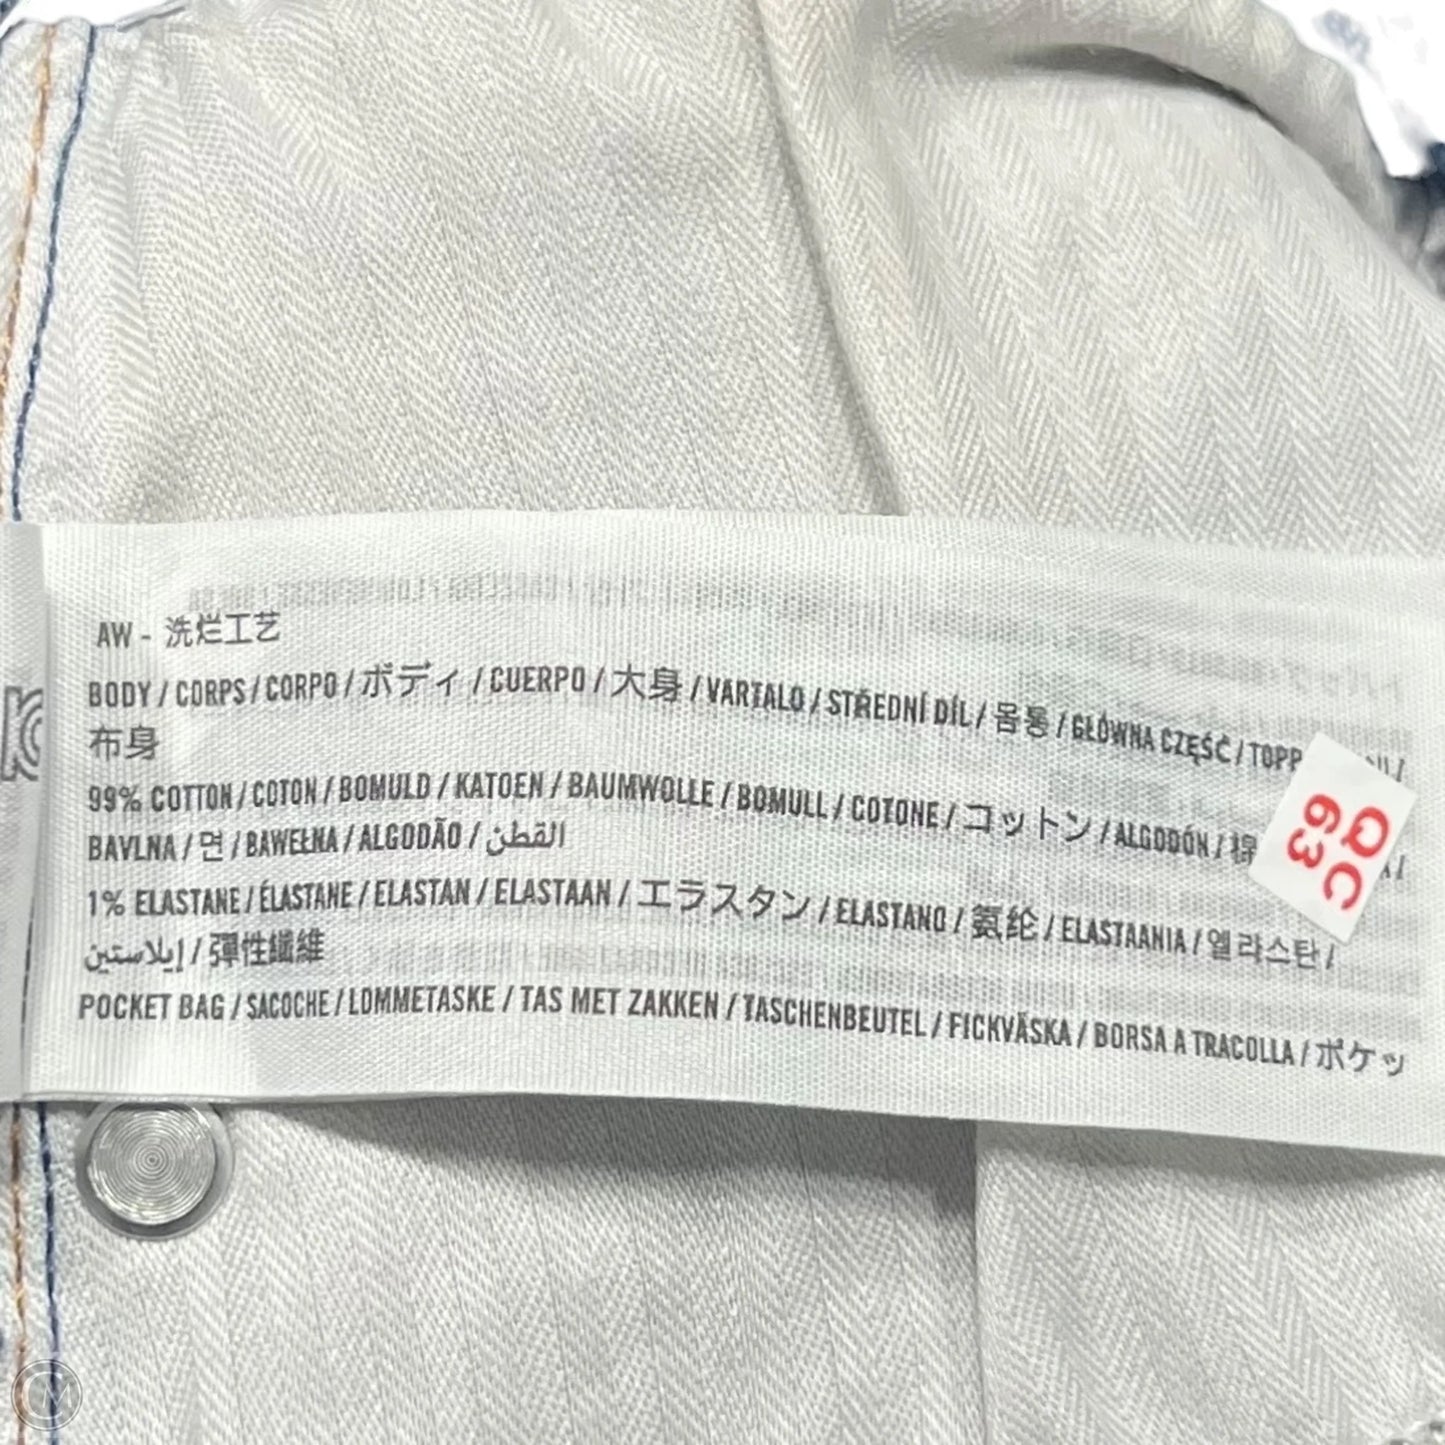 AW - 洗烂工艺
BODY / CORPS / CORPO / ボディ / CUERPO / 大身 / VARTALO / STŘEDNÍ DÍL / 몸통 / GŁÓWNA CZĘŚĆ / TOPP
布身
99% COTTON / COTON / BOMULD / KATOEN / BAUMWOLLE / BOMULL / COTONE / コットン / ALGODÓN / 棉
BAVLNA / 면 / BAWEŁNA / ALGODÃO / القطن
1% ELASTANE / ÉLASTANE / ELASTAN / ELASTAAN / エラスタン / ELASTANO / 氨纶 / ELASTAANIA / 엘라스탄 /
إيلاستين / 彈性纖維
POCKET BAG / SACOCHE / LOMMETASKE / TAS MET ZAKKEN / TASCHENBEUTEL / FICKVÄSKA / BORSA A TRACOLLA / ポケッ
QC
63